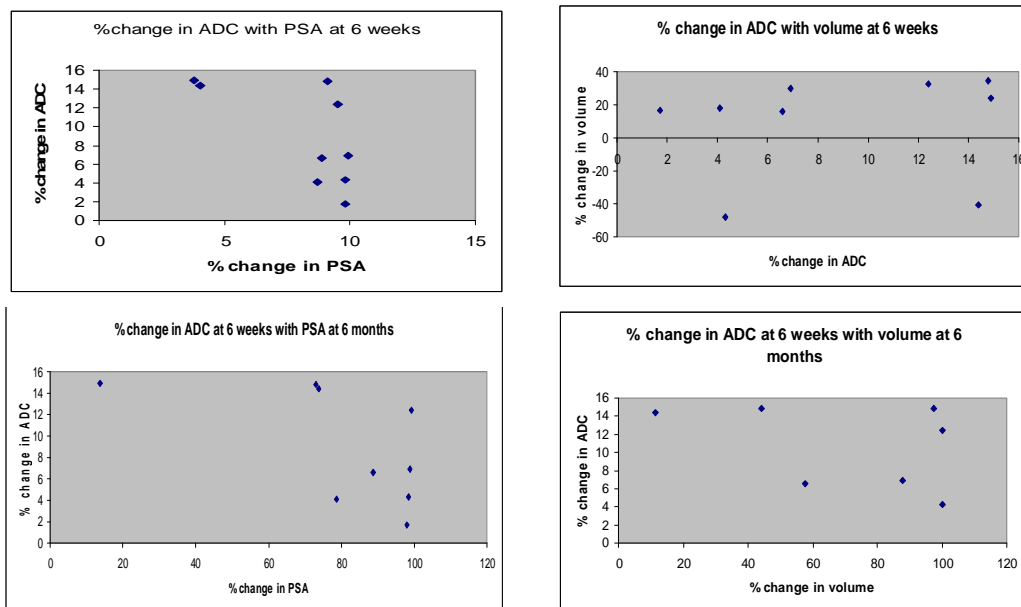 %change in ADC with PSA at 6 weeks
%change in ADC
16
14
12
10
8
6
4
2
0
0 5 10 15
% change in PSA
% change in ADC with volume at 6 weeks
% change in volume
40
20
0
-20
-40
-60
0 2 4 6 8 10 12 14 16
% change in ADC
%change in ADC at 6 weeks with PSA at 6 months
% change in ADC
16
14
12
10
8
6
4
2
0
0 20 40 60 80 100 120
%change in PSA
% change in ADC at 6 weeks with volume at 6
months
% change in ADC
16
14
12
10
8
6
4
2
0
0 20 40 60 80 100 120
% change in volume